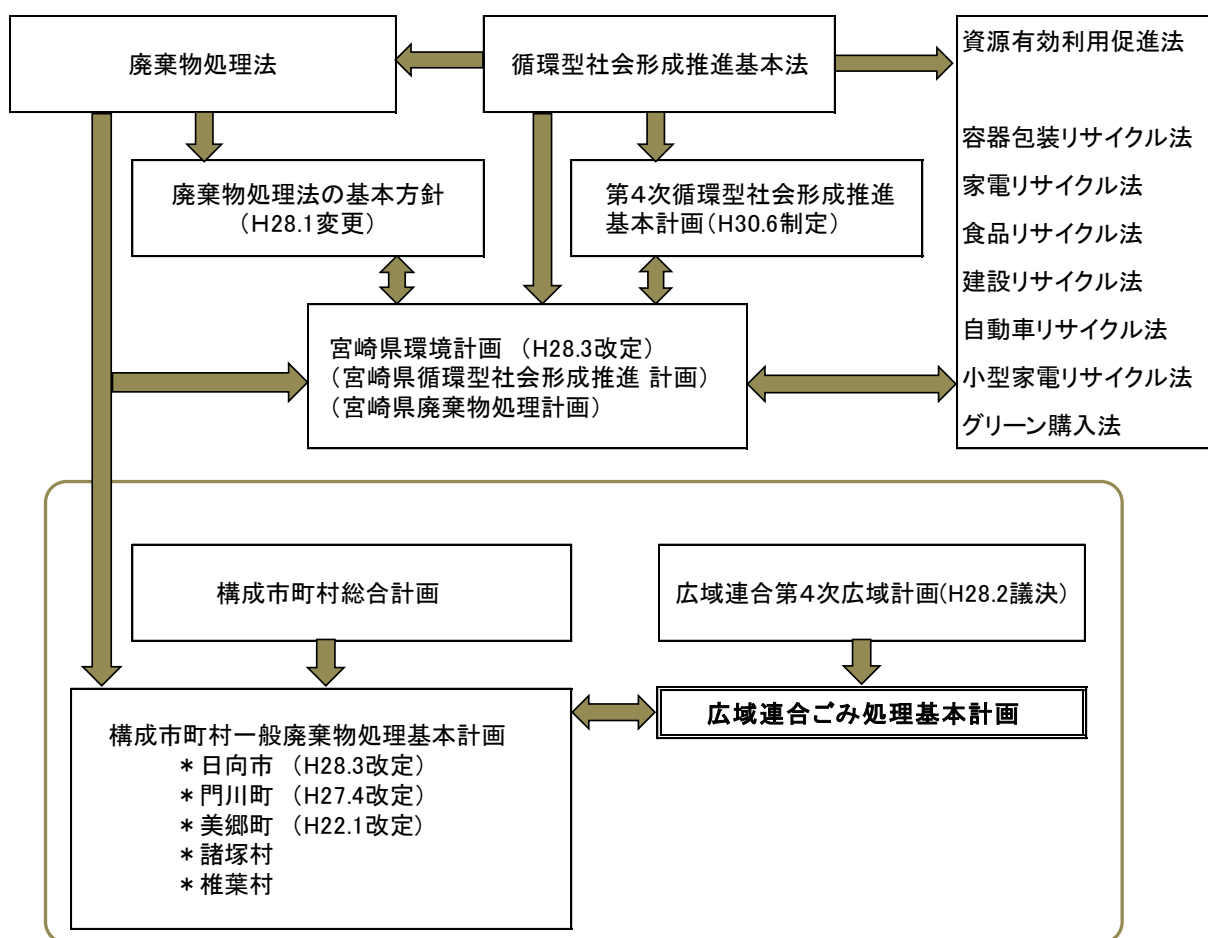 廃棄物処理法
循環型社会形成推進基本法
資源有効利用促進法
容器包装リサイクル法
家電リサイクル法
食品リサイクル法
建設リサイクル法
自動車リサイクル法
小型家電リサイクル法
グリーン購入法
廃棄物処理法の基本方針
(H28.1変更)
第4次循環型社会形成推進
基本計画(H30.6制定)
宮崎県環境計画 (H28.3改定)
(宮崎県循環型社会形成推進 計画)
(宮崎県廃棄物処理計画)
構成市町村総合計画
広域連合第4次広域計画(H28.2議決)
構成市町村一般廃棄物処理基本計画
*日向市 (H28.3改定)
*門川町 (H27.4改定)
*美郷町 (H22.1改定)
*諸塚村
*椎葉村
広域連合ごみ処理基本計画